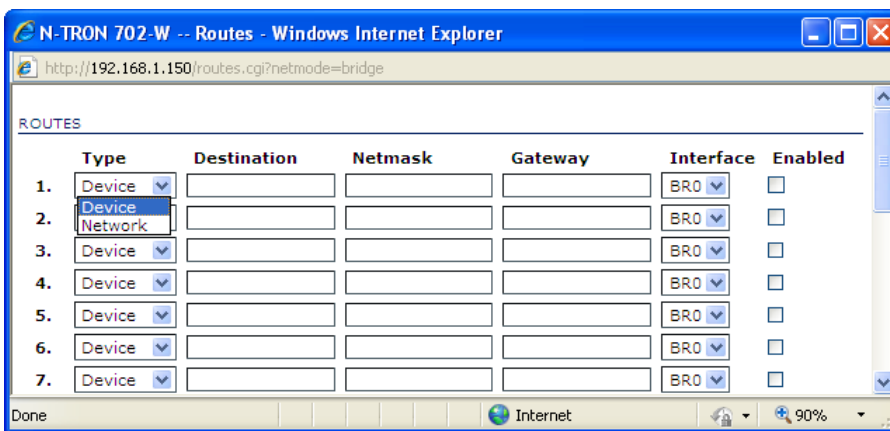 N-TRON 702-W -- Routes - Windows Internet Explorer
http://192.168.1.150/routes.cgi?netmode=bridge
ROUTES
Type Destination Netmask Gateway Interface Enabled
1. Device BR0
Device
2. BR0
Network
3. Device BR0
4. Device BR0
5. Device BR0
6. Device BR0
7. Device BR0
Done Internet 90%